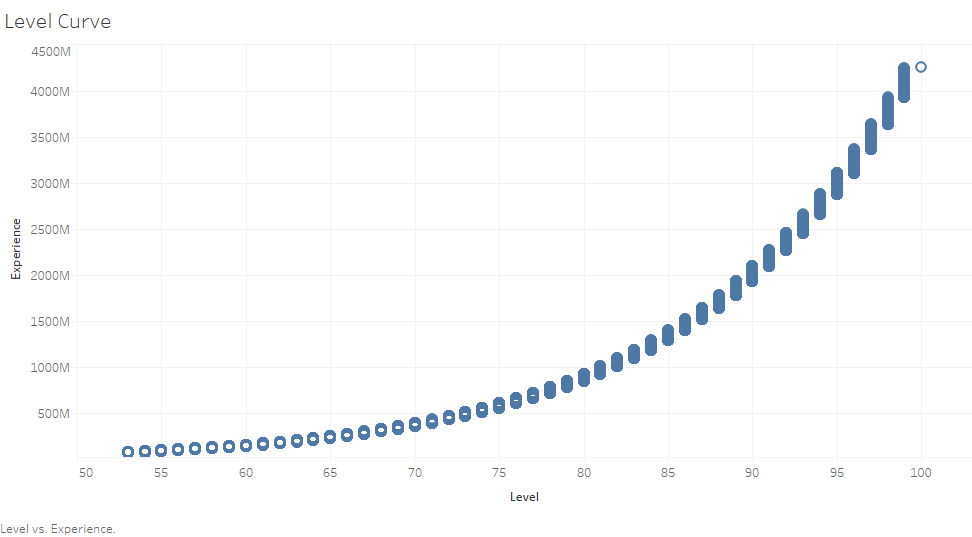 Level Curve
4500M
4000M
3500M
3000M
2500M
2000M
1500M
1000M
500M
Experience
50 55 60 65 70 75 80 85 90 95 100
Level
Level vs. Experience.